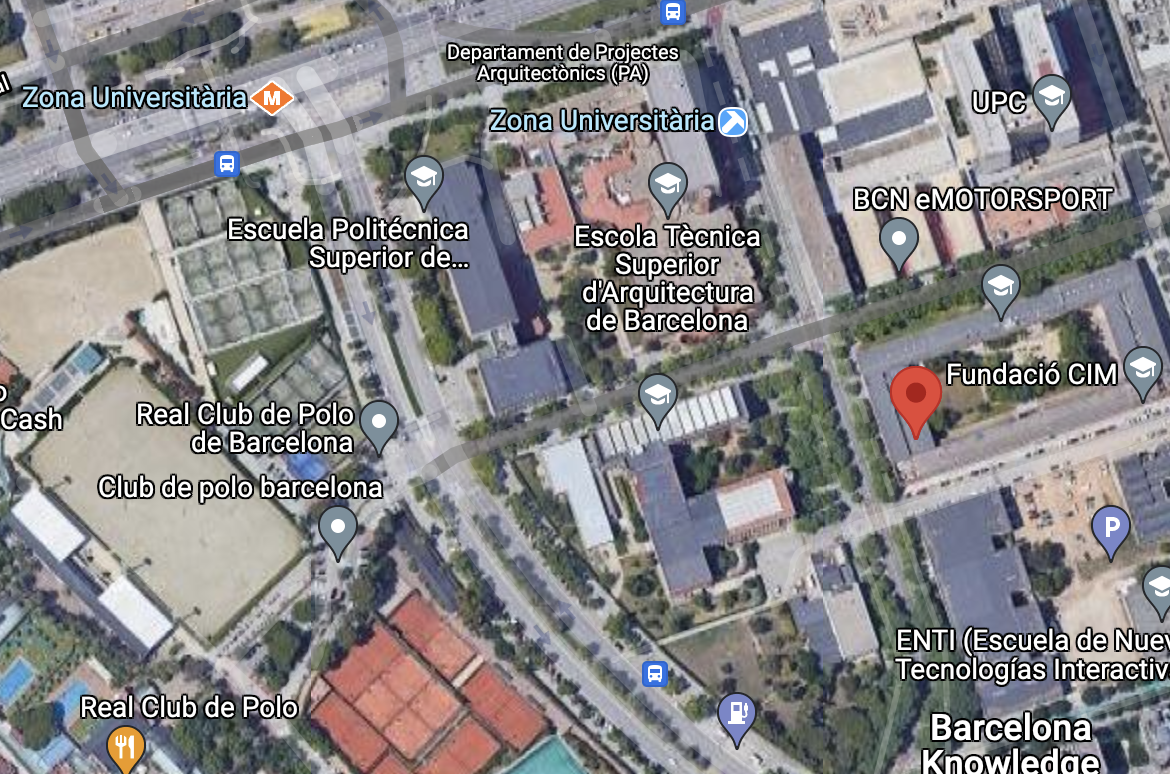 Departament de Projectes
Arquitectònics (PA)
Zona Universitària
M
Zona Universitària
UPC
BCN eMOTORSPORT
Escuela Politécnica
Superior de...
Escola Tècnica
Superior
d'Arquitectura
de Barcelona
Fundació CIM
Cash
Real Club de Polo
de Barcelona
Club de polo barcelona
P
ENTI (Escuela de Nuev
Tecnologías Interactiv
Real Club de Polo
Barcelona
Knowledge